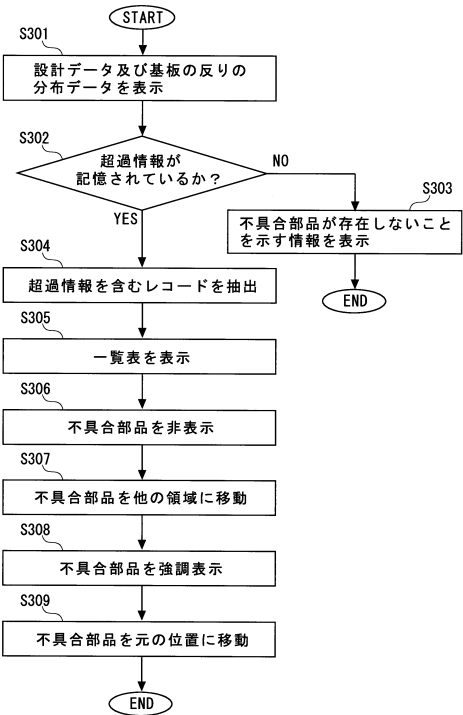 START
S301
設計データ及び基板の反りの
分布データを表示
S302
超過情報が
記憶されているか？
NO
YES
S303
不具合部品が存在しないこと
を示す情報を表示
END
S304
超過情報を含むレコードを抽出
S305
一覧表を表示
S306
不具合部品を非表示
S307
不具合部品を他の領域に移動
S308
不具合部品を強調表示
S309
不具合部品を元の位置に移動
END